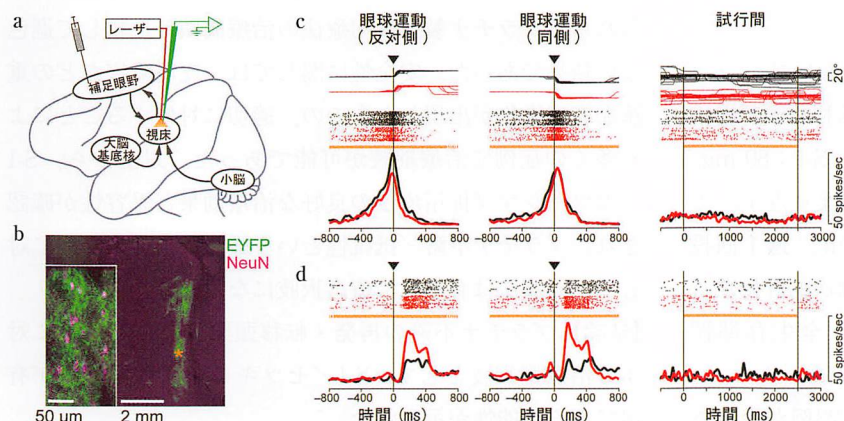 a
レーザー
補足眼野
視床
大脳
基底核
小脳
b
EYFP
NeuN
50 um
2 mm
c
眼球運動
(反対側)
眼球運動
(同側)
試行間
20°
50 spikes/sec
-800 -400 0 400 800
-800 -400 0 400 800
0 1000 2000 3000
d
50 spikes/sec
-800 -400 0 400 800
-800 -400 0 400 800
0 1000 2000 3000
時間 (ms)
時間 (ms)
時間 (ms)